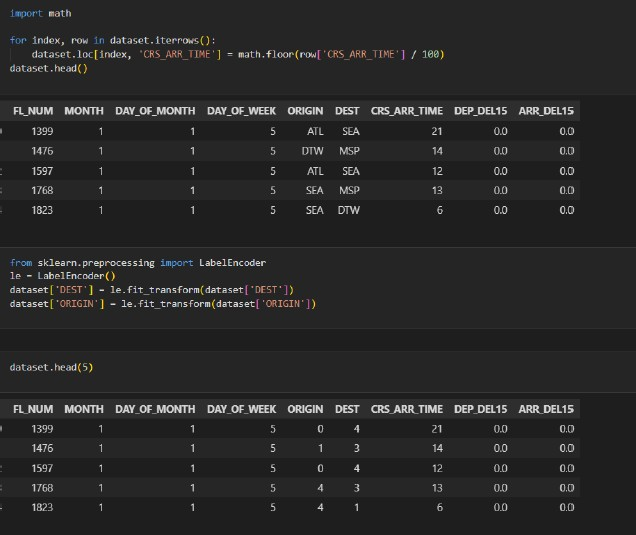 import math
for index, row in dataset.iterrows():
dataset.loc[index, 'CRS_ARR_TIME'] = math.floor(row['CRS_ARR_TIME'] / 100)
dataset.head()
FL_NUM MONTH DAY_OF_MONTH DAY_OF_WEEK ORIGIN DEST CRS_ARR_TIME DEP_DEL15 ARR_DEL15
1399 1 1 5 ATL SEA 21 0.0 0.0
1476 1 1 5 DTW MSP 14 0.0 0.0
1597 1 1 5 ATL SEA 12 0.0 0.0
1768 1 1 5 SEA MSP 13 0.0 0.0
1823 1 1 5 SEA DTW 6 0.0 0.0
from sklearn.preprocessing import LabelEncoder
le = LabelEncoder()
dataset['DEST'] = le.fit_transform(dataset['DEST'])
dataset['ORIGIN'] = le.fit_transform(dataset['ORIGIN'])
dataset.head(5)
FL_NUM MONTH DAY_OF_MONTH DAY_OF_WEEK ORIGIN DEST CRS_ARR_TIME DEP_DEL15 ARR_DEL15
1399 1 1 5 0 4 21 0.0 0.0
1476 1 1 5 1 3 14 0.0 0.0
1597 1 1 5 0 4 12 0.0 0.0
1768 1 1 5 4 3 13 0.0 0.0
1823 1 1 5 4 1 6 0.0 0.0